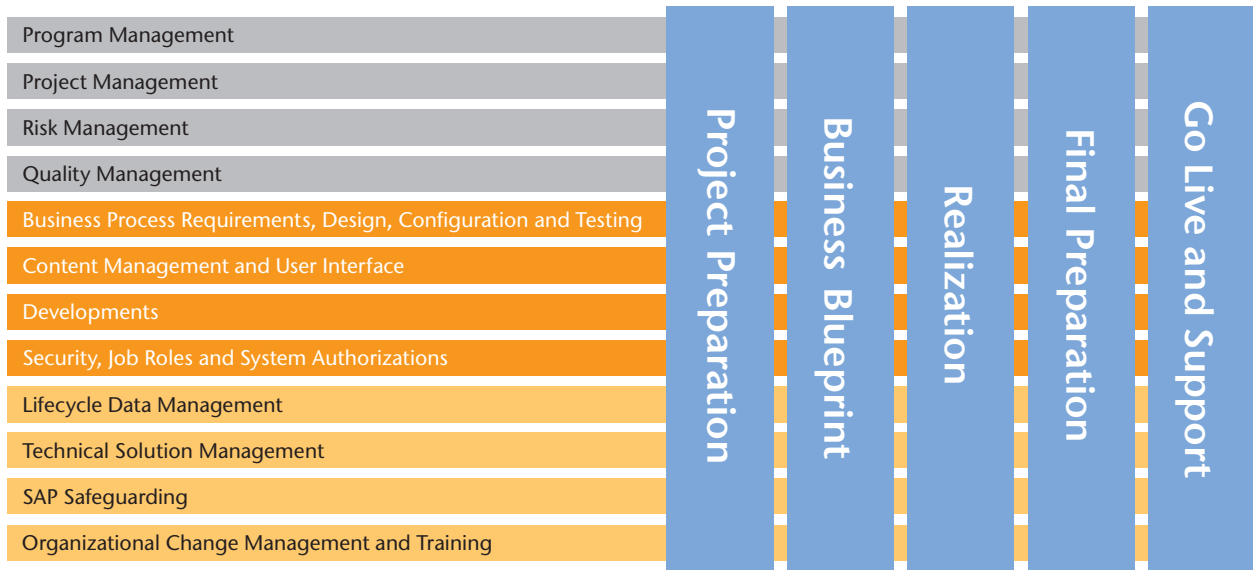 Program Management
Project Management
Risk Management
Quality Management
Business Process Requirements, Design, Configuration and Testing
Content Management and User Interface
Developments
Security, Job Roles and System Authorizations
Lifecycle Data Management
Technical Solution Management
SAP Safeguarding
Organizational Change Management and Training
Project Preparation
Business Blueprint
Realization
Final Preparation
Go Live and Support